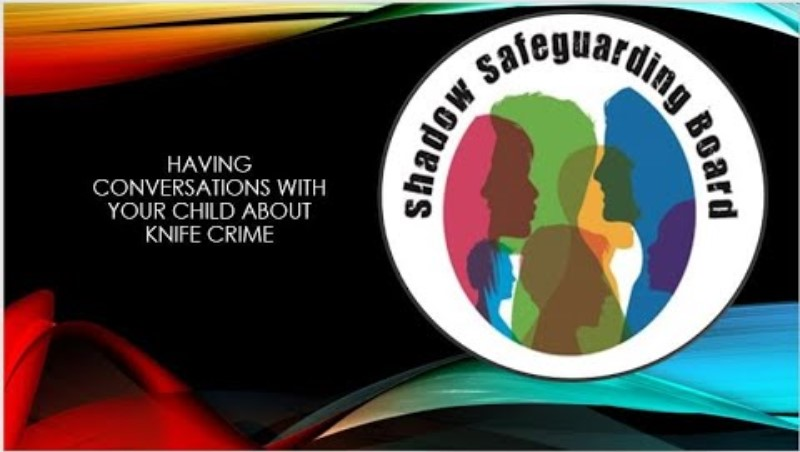 HAVING
CONVERSATIONS WITH
YOUR CHILD ABOUT
KNIFE CRIME
Shadow Safeguarding Board